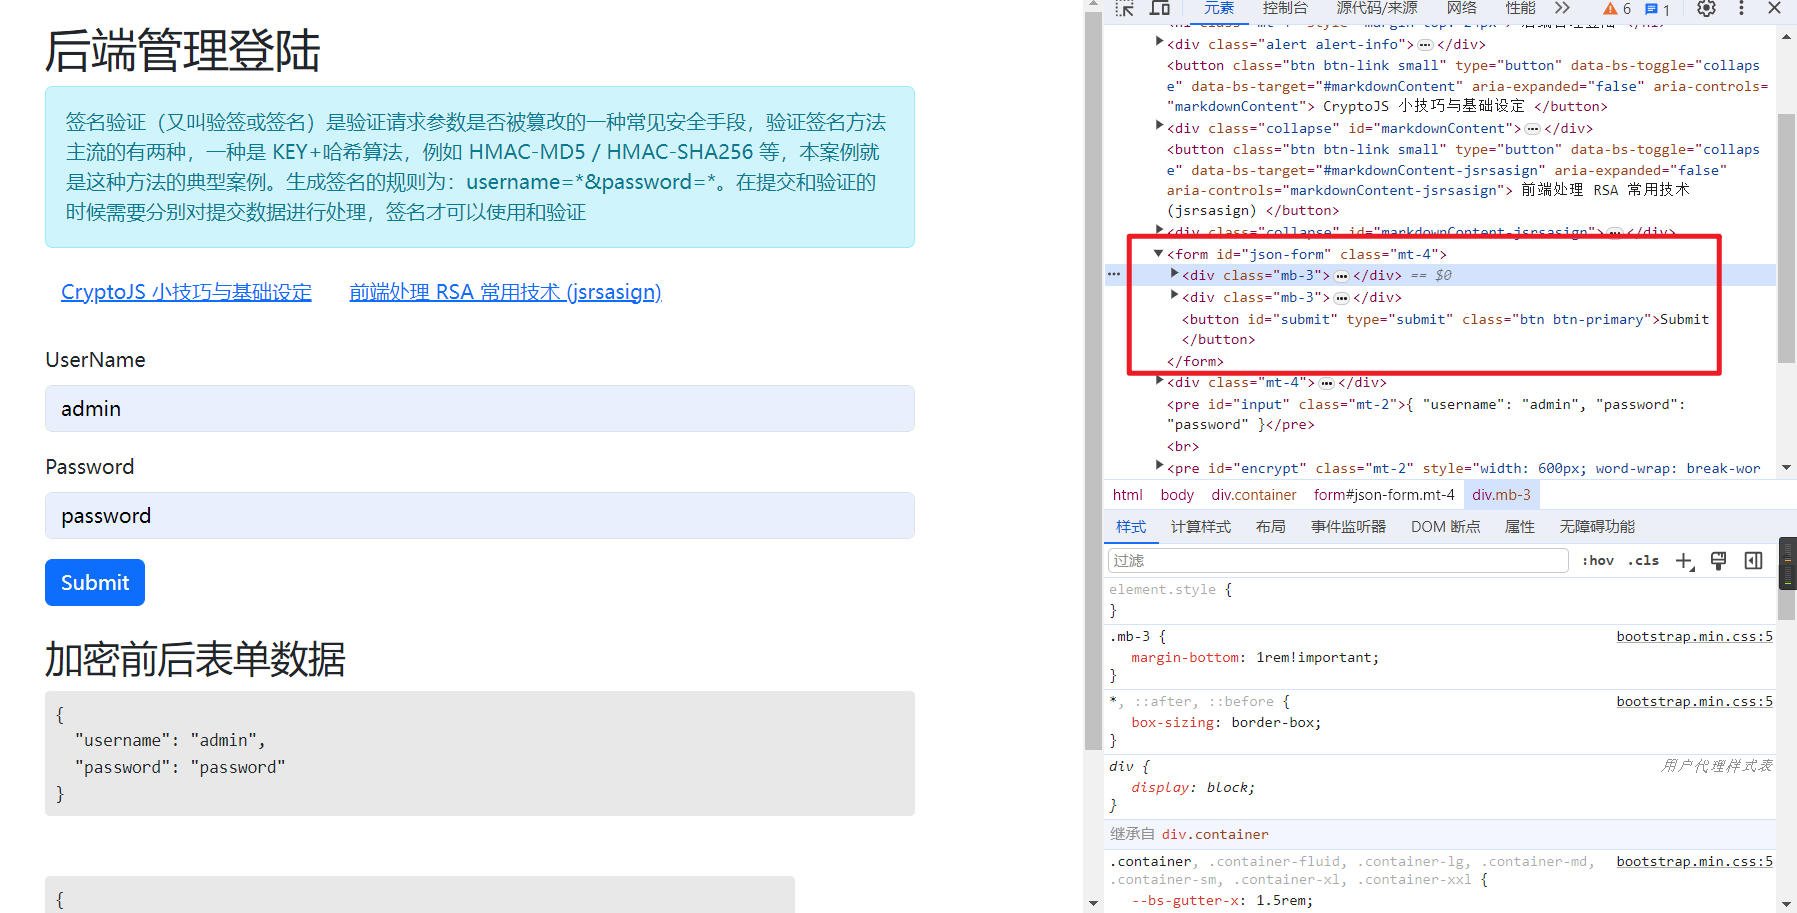 后端管理登陆
签名验证（又叫验签或签名）是验证请求参数是否被篡改的一种常见安全手段，验证签名方法
主流的有两种，一种是 KEY+哈希算法，例如 HMAC-MD5 / HMAC-SHA256 等，本案例就
是这种方法的典型案例。生成签名的规则为：username=*&password=*。在提交和验证的
时候需要分别对提交数据进行处理，签名才可以使用和验证
CryptoJS 小技巧与基础设定 前端处理 RSA 常用技术 (jsrsasign)
UserName
admin
Password
password
Submit
加密前后表单数据
{
"username": "admin",
"password": "password"
}
{
元素 控制台 源代码/来源 网络 性能 6 1
<div class="alert alert-info">…</div>
<button class="btn btn-link small" type="button" data-bs-toggle="collaps
e" data-bs-target="#markdownContent" aria-expanded="false" aria-controls=
"markdownContent"> CryptoJS 小技巧与基础设定 </button>
<div class="collapse" id="markdownContent">…</div>
<button class="btn btn-link small" type="button" data-bs-toggle="collaps
e" data-bs-target="#markdownContent-jsrsasign" aria-expanded="false"
aria-controls="markdownContent-jsrsasign"> 前端处理 RSA 常用技术
(jsrsasign) </button>
<div class="collapse" id="markdownContent-jsrsasign">…</div>
<form id="json-form" class="mt-4">
<div class="mb-3">…</div> == $0
<div class="mb-3">…</div>
<button id="submit" type="submit" class="btn btn-primary">Submit
</button>
</form>
<div class="mt-4">…</div>
<pre id="input" class="mt-2">{ "username": "admin", "password":
"password" }</pre>
<br>
<pre id="encrypt" class="mt-2" style="width: 600px; word-wrap: break-wor
html body div.container form#json-form.mt-4 div.mb-3
样式 计算样式 布局 事件监听器 DOM 断点 属性 无障碍功能
过滤 :hov .cls
element.style {
}
.mb-3 { bootstrap.min.css:5
margin-bottom: 1rem!important;
}
*, ::after, ::before { bootstrap.min.css:5
box-sizing: border-box;
}
div { 用户代理样式表
display: block;
}
继承自 div.container
.container, .container-fluid, .container-lg, .container-md, bootstrap.min.css:5
.container-sm, .container-xl, .container-xxl {
--bs-gutter-x: 1.5rem;